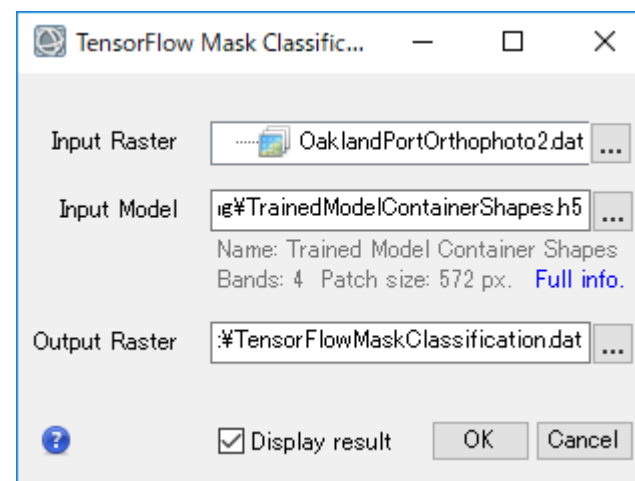 TensorFlow Mask Classific...
Input Raster OaklandPortOrthophoto2.dat ...
Input Model ıg¥TrainedModelContainerShapes.h5 ...
Name: Trained Model Container Shapes
Bands: 4 Patch size: 572 px. Full info.
Output Raster :¥TensorFlowMaskClassification.dat ...
? Display result OK Cancel